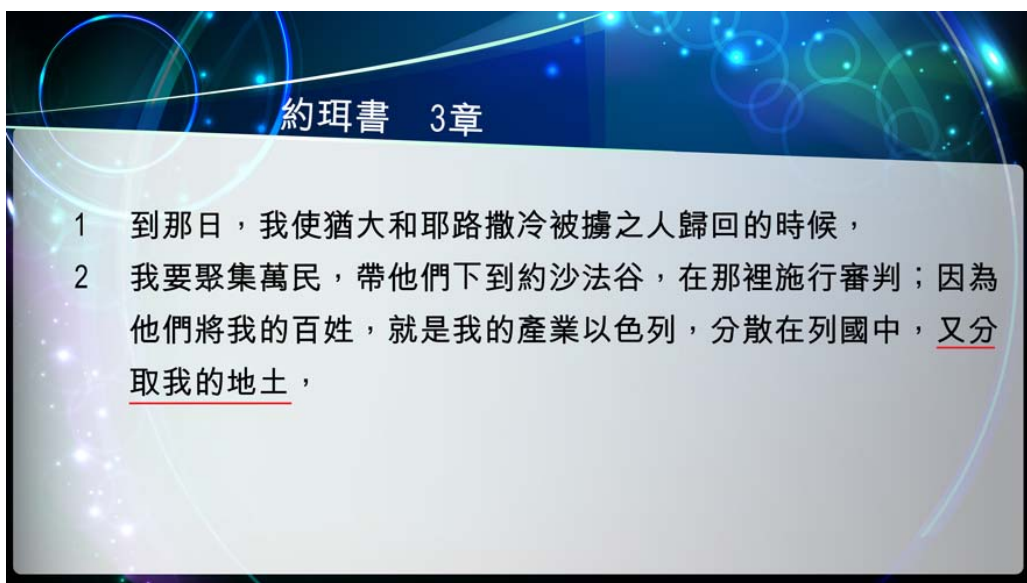 約珥書 3章
1 到那日，我使猶大和耶路撒冷被擄之人歸回的時候，
2 我要聚集萬民，帶他們下到約沙法谷，在那裡施行審判；因為
他們將我的百姓，就是我的產業以色列，分散在列國中，又分
取我的地土，